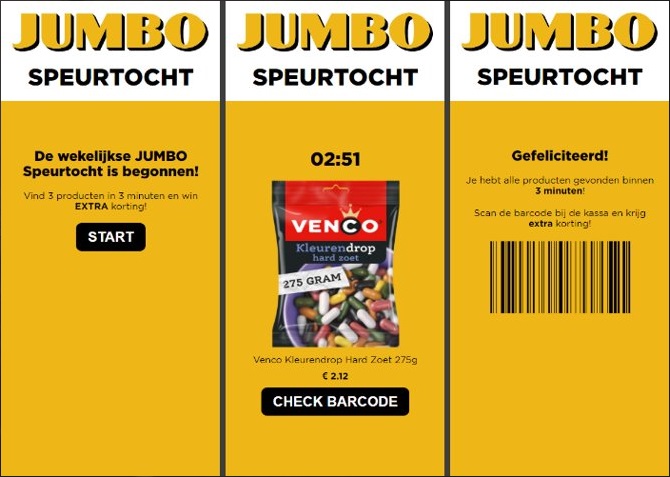 JUMBO
SPEURTOCHT
De wekelijkse JUMBO
Speurtocht is begonnen!
Vind 3 producten in 3 minuten en win
EXTRA korting!
START
JUMBO
SPEURTOCHT
02:51
VENCO
Kleurendrop
hard zoet
275 GRAM
Venco Kleurendrop Hard Zoet 275g
€ 2.12
CHECK BARCODE
JUMBO
SPEURTOCHT
Gefeliciteerd!
Je hebt alle producten gevonden binnen
3 minuten!
Scan de barcode bij de kassa en krijg
extra korting!